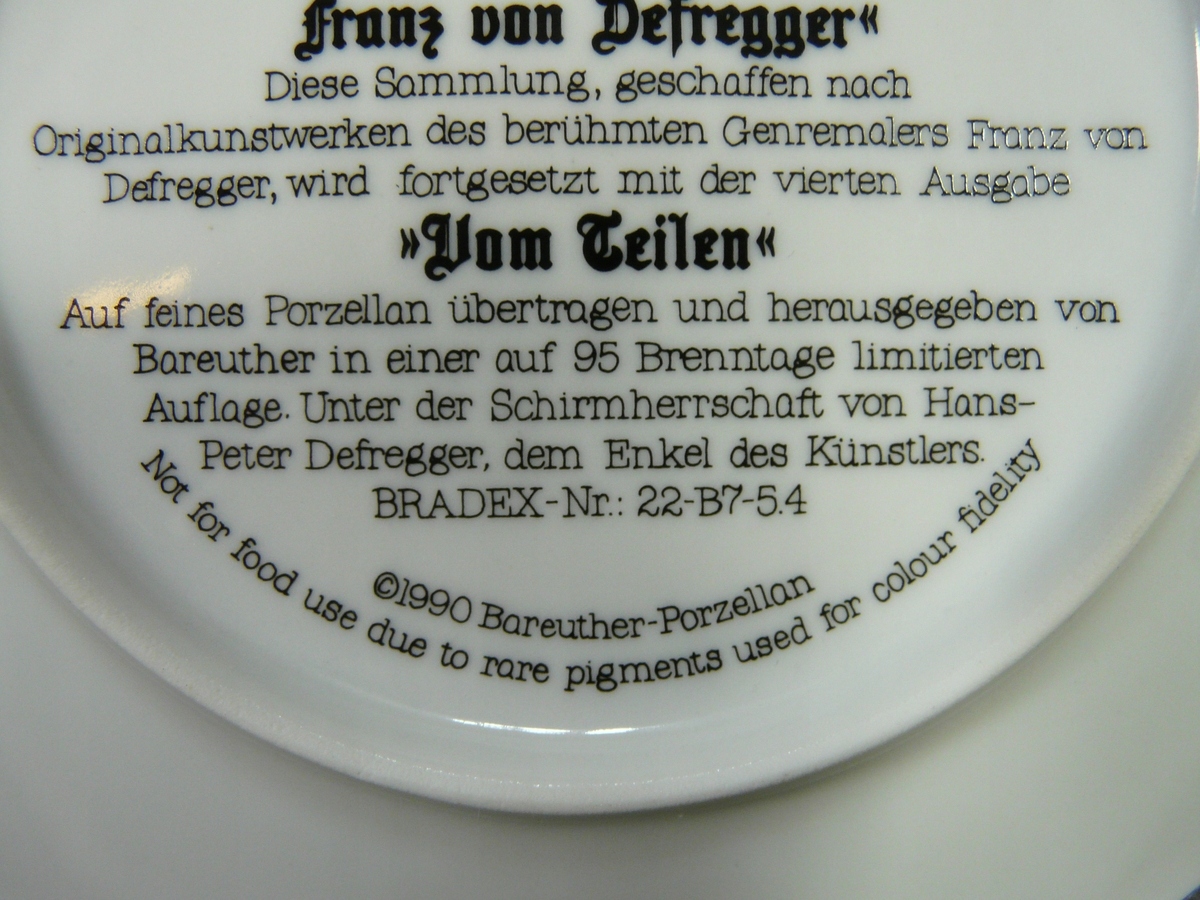 Franz von Defregger«
Diese Sammlung, geschaffen nach
Originalkunstwerken des berühmten Genremalers Franz von
Defregger, wird fortgesetzt mit der vierten Ausgabe
»Vom Teilen«
Auf feines Porzellan übertragen und herausgegeben von
Bareuther in einer auf 95 Brenntage limitierten
Auflage. Unter der Schirmherrschaft von Hans-
Peter Defregger, dem Enkel des Künstlers.
BRADEX-Nr.: 22-B7-5.4
©1990 Bareuther-Porzellan
Not for food use due to rare pigments used for colour fidelity